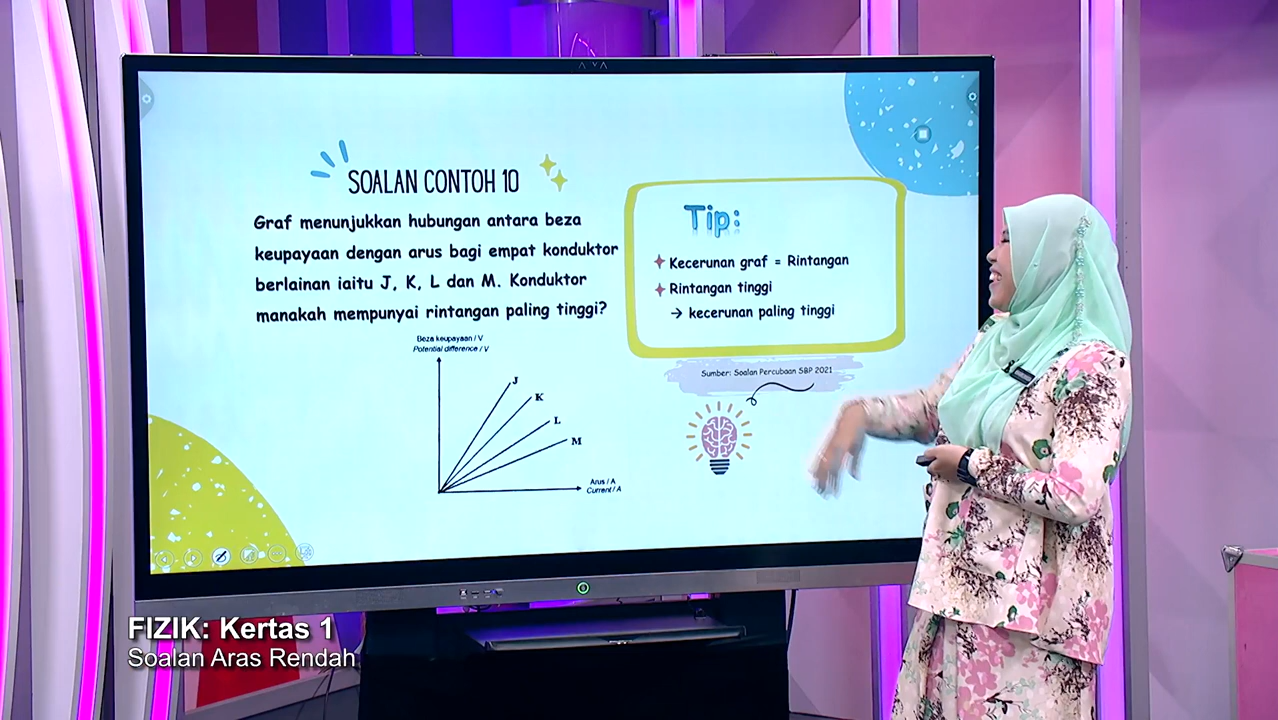 SOALAN CONTOH 10
Graf menunjukkan hubungan antara beza
keupayaan dengan arus bagi empat konduktor
berlainan iaitu J, K, L dan M. Konduktor
manakah mempunyai rintangan paling tinggi?
Beza keupayaan / V
Potential difference / V
J
K
L
M
Arus / A
Current / A
Tip:
Kecerunan graf = Rintangan
Rintangan tinggi
→ kecerunan paling tinggi
Sumber: Soalan Percubaan SBP 2021
FIZIK: Kertas 1
Soalan Aras Rendah